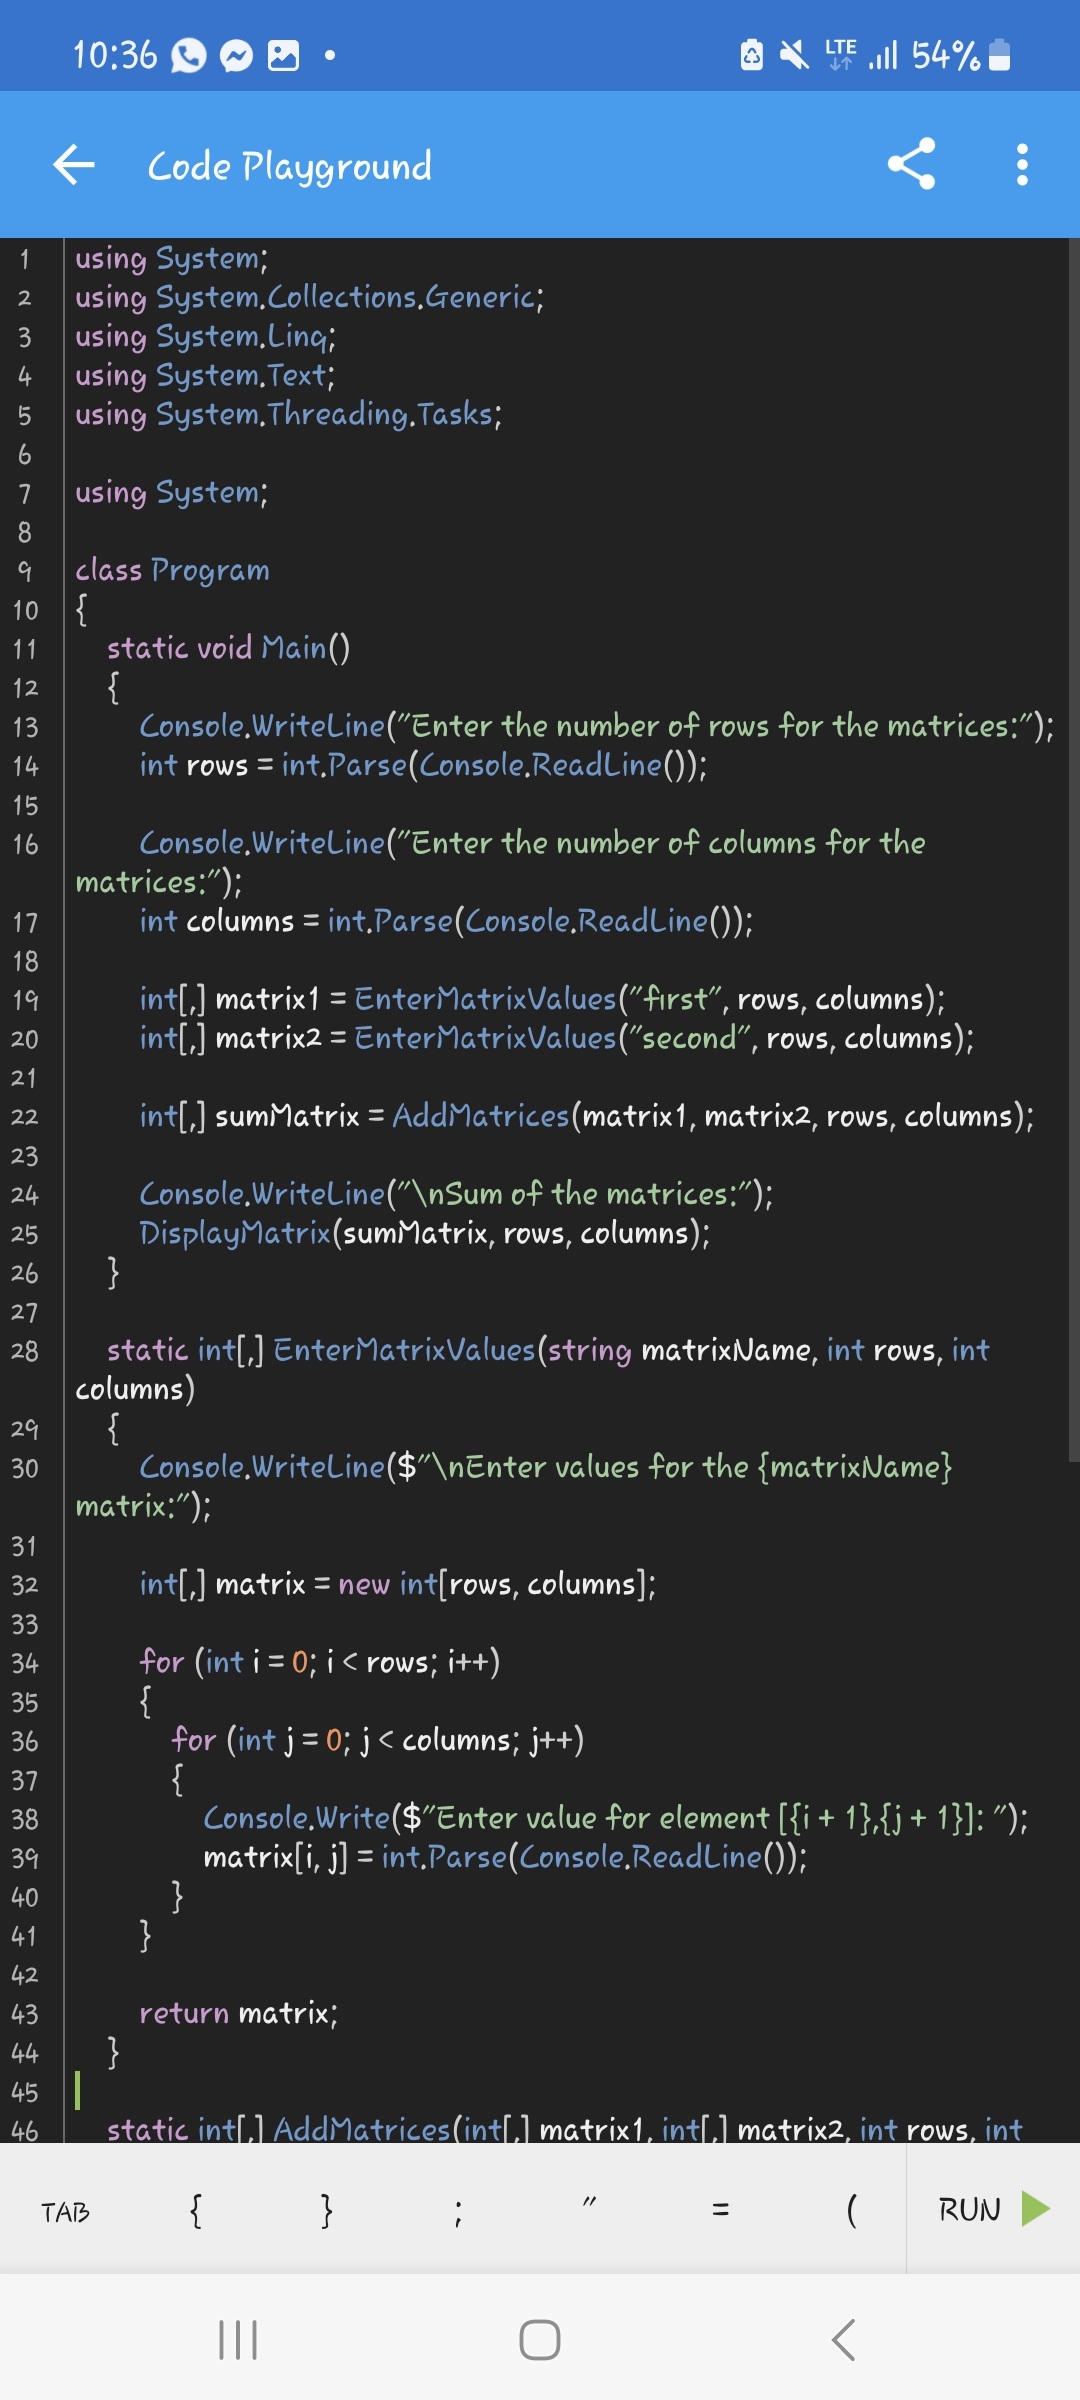 10:36
LTE
54%
Code Playground
1 using System;
2 using System.Collections.Generic;
3 using System.Linq;
4 using System.Text;
5 using System.Threading.Tasks;
6
7 using System;
8
9 class Program
10 {
11 static void Main()
12 {
13 Console.WriteLine("Enter the number of rows for the matrices:");
14 int rows = int.Parse(Console.ReadLine());
15
16 Console.WriteLine("Enter the number of columns for the
matrices:");
17 int columns = int.Parse(Console.ReadLine());
18
19 int[,] matrix1 = EnterMatrixValues("first", rows, columns);
20 int[,] matrix2 = EnterMatrixValues("second", rows, columns);
21
22 int[,] sumMatrix = AddMatrices(matrix1, matrix2, rows, columns);
23
24 Console.WriteLine("\nSum of the matrices:");
25 DisplayMatrix(sumMatrix, rows, columns);
26 }
27
28 static int[,] EnterMatrixValues(string matrixName, int rows, int
columns)
29 {
30 Console.WriteLine($"\nEnter values for the {matrixName}
matrix:");
31
32 int[,] matrix = new int[rows, columns];
33
34 for (int i = 0; i < rows; i++)
35 {
36 for (int j = 0; j < columns; j++)
37 {
38 Console.Write($"Enter value for element [{i + 1},{j + 1}]: ");
39 matrix[i, j] = int.Parse(Console.ReadLine());
40 }
41 }
42
43 return matrix;
44 }
45
46 static int[,] AddMatrices(int[,] matrix1, int[,] matrix2, int rows, int
TAB { } ; " = ( RUN